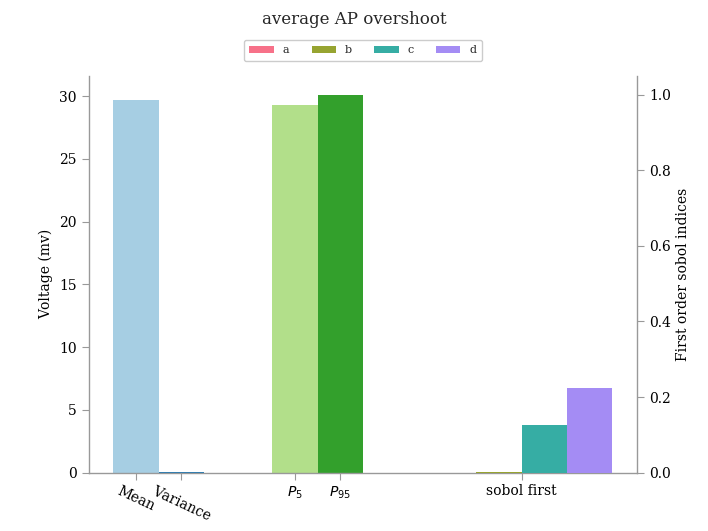 average AP overshoot
a b c d
30
25
20
15
10
5
0
Voltage (mv)
1.0
0.8
0.6
0.4
0.2
0.0
First order sobol indices
Mean Variance P5 P95 sobol first